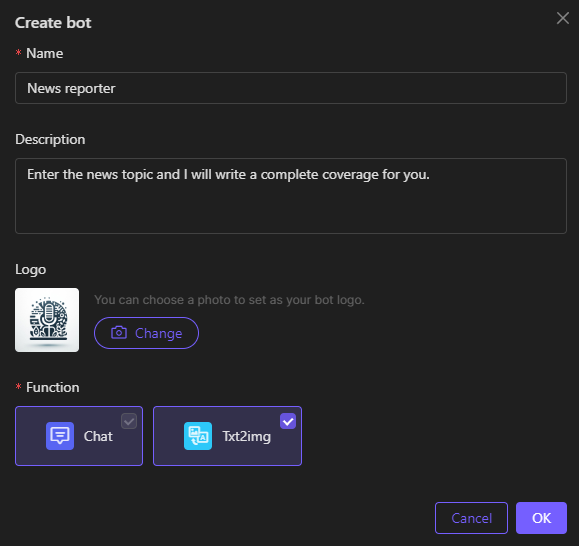 Create bot
* Name
News reporter
Description
Enter the news topic and I will write a complete coverage for you.
Logo
You can choose a photo to set as your bot logo.
Change
* Function
Chat
Txt2img
Cancel
OK